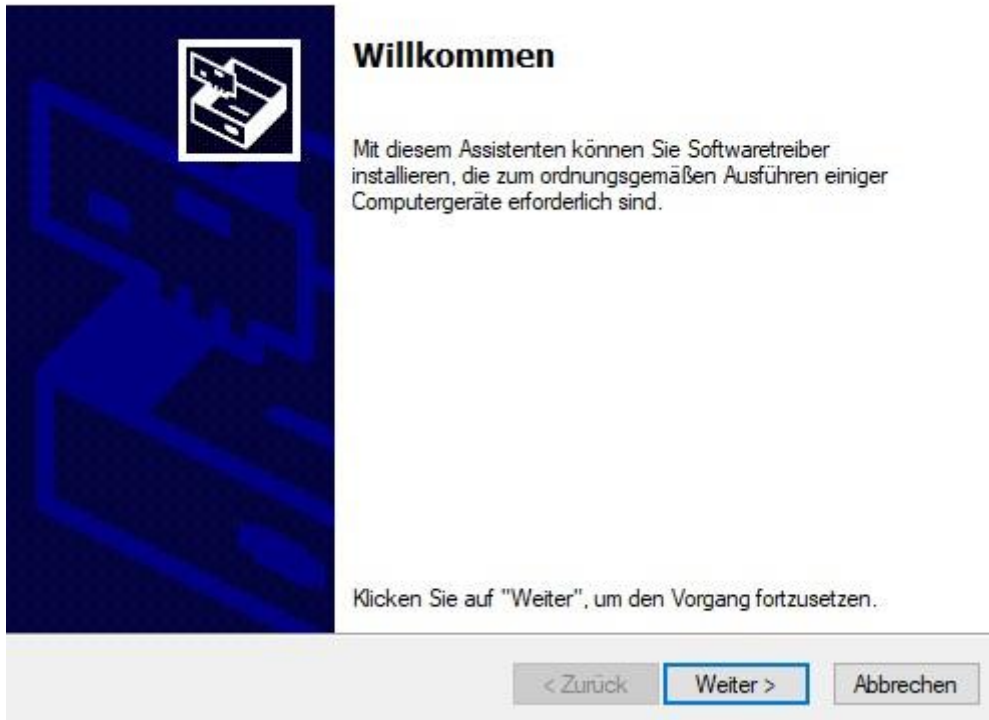 Willkommen
Mit diesem Assistenten können Sie Softwaretreiber
installieren, die zum ordnungsgemäßen Ausführen einiger
Computergeräte erforderlich sind.
Klicken Sie auf "Weiter", um den Vorgang fortzusetzen.
< Zurück Weiter > Abbrechen